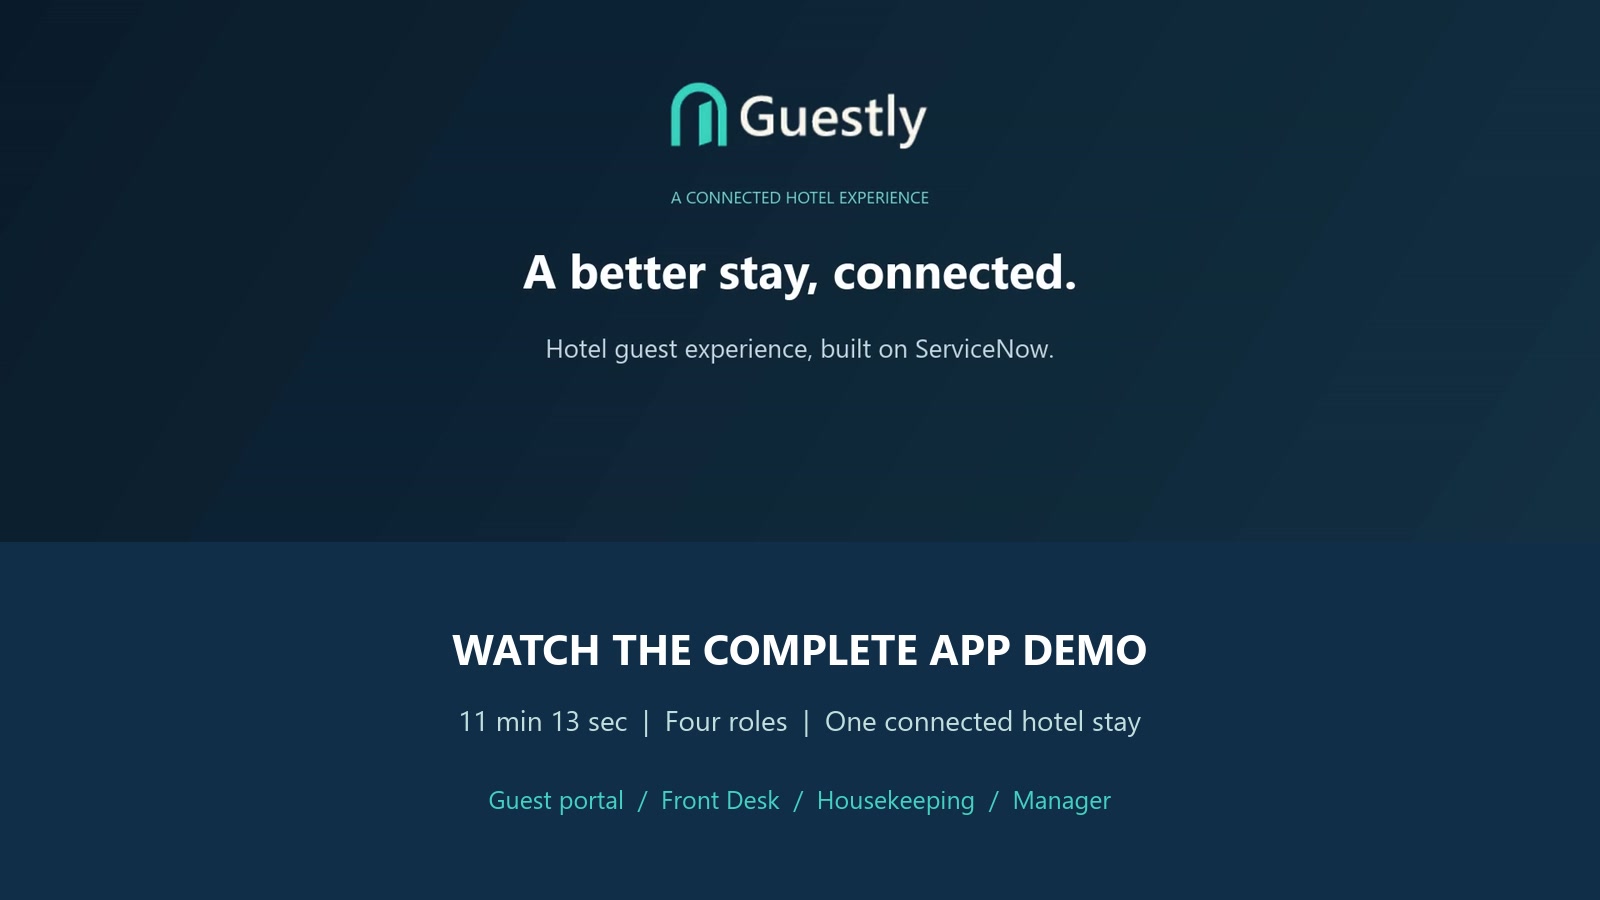 Guestly
A CONNECTED HOTEL EXPERIENCE
A better stay, connected.
Hotel guest experience, built on ServiceNow.
WATCH THE COMPLETE APP DEMO
11 min 13 sec | Four roles | One connected hotel stay
Guest portal / Front Desk / Housekeeping / Manager